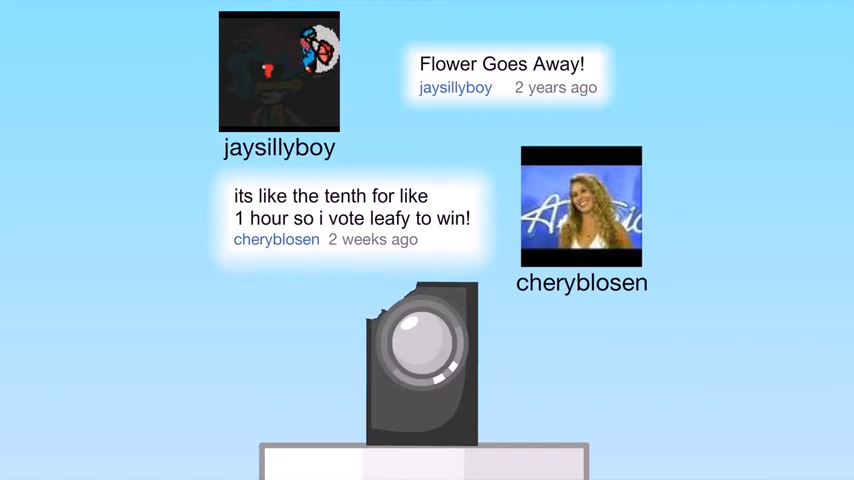 Flower Goes Away!
jaysillyboy 2 years ago
jaysillyboy
its like the tenth for like
1 hour so i vote leafy to win!
cheryblosen 2 weeks ago
cheryblosen